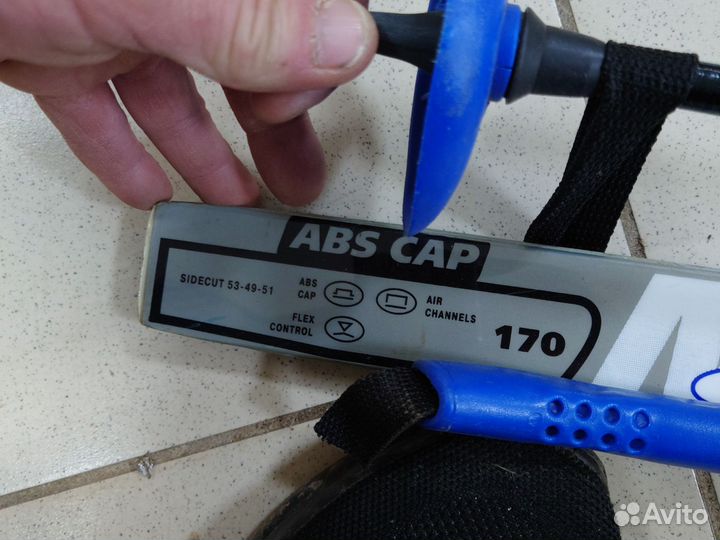 ABS CAP
SIDECUT 53-49-51
ABS
CAP
AIR
CHANNELS
FLEX
CONTROL
170
Avito